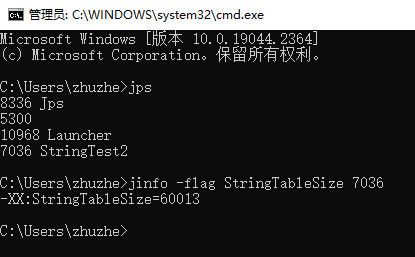 管理员: C:\WINDOWS\system32\cmd.exe
Microsoft Windows [版本 10.0.19044.2364]
(c) Microsoft Corporation。保留所有权利。
C:\Users\zhuzhe>jps
8336 Jps
5300
10968 Launcher
7036 StringTest2
C:\Users\zhuzhe>jinfo -flag StringTableSize 7036
-XX:StringTableSize=60013
C:\Users\zhuzhe>